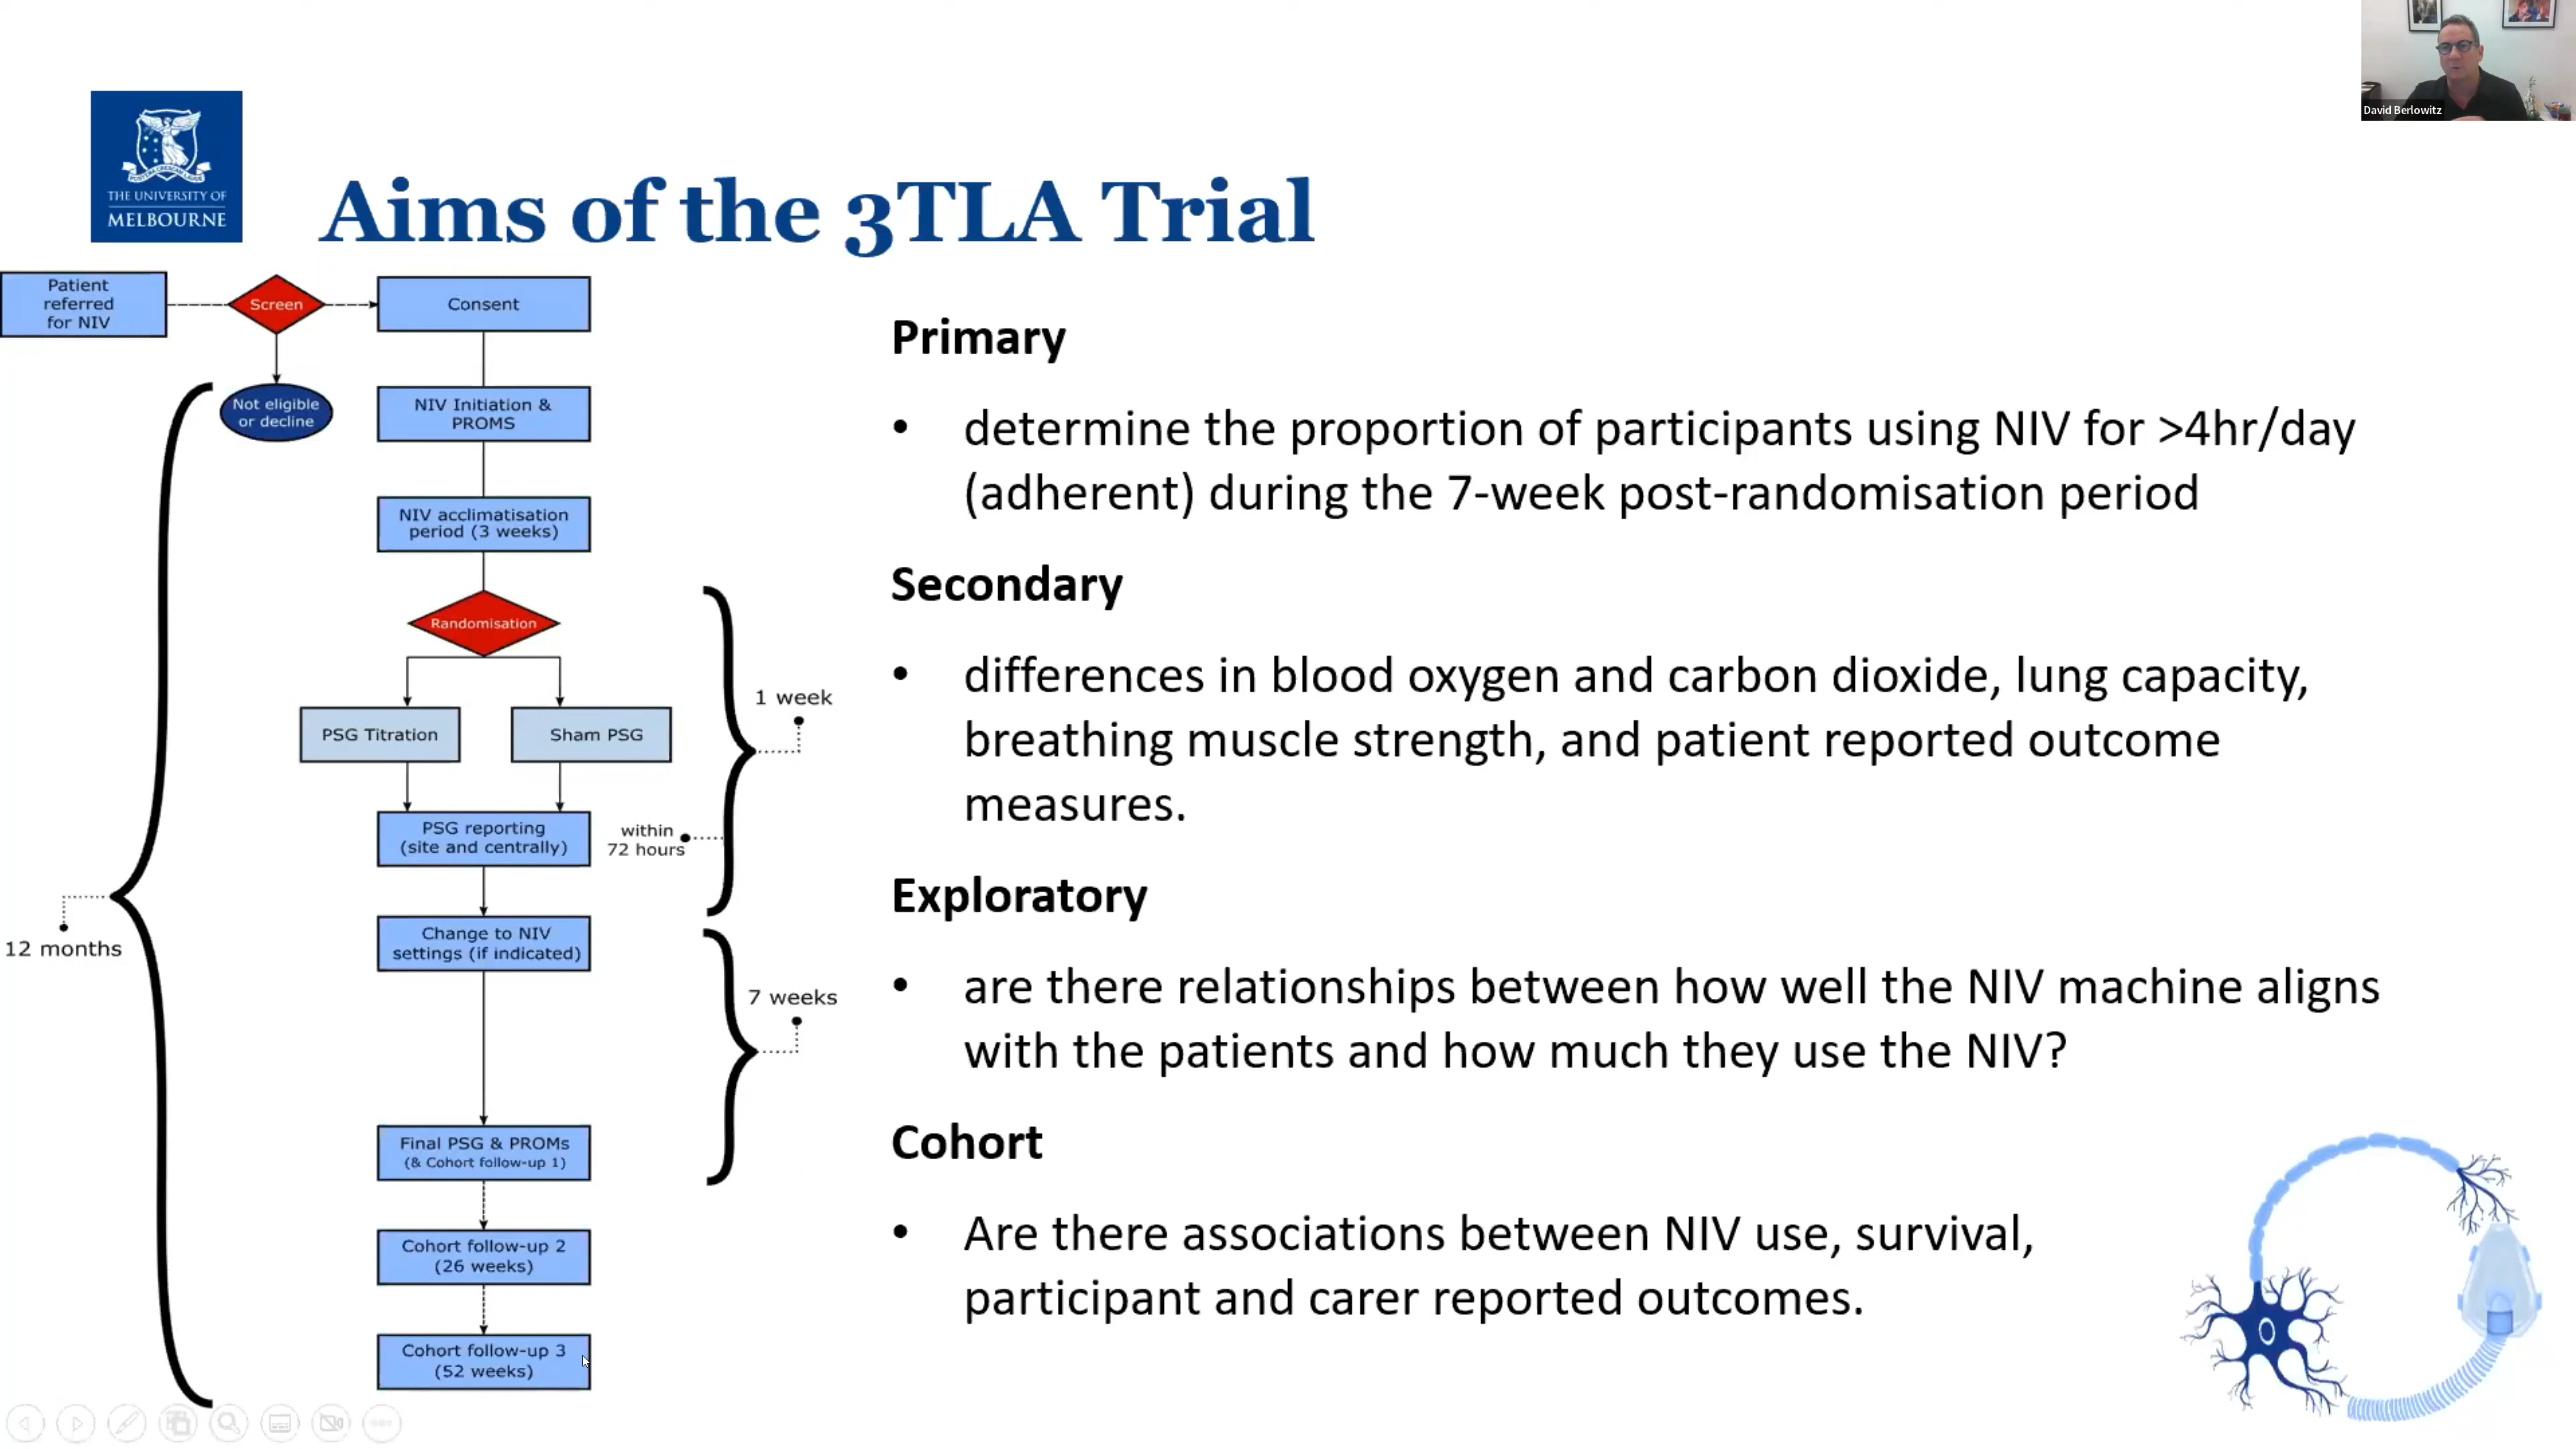 David Berlowitz
THE UNIVERSITY OF
MELBOURNE
Aims of the 3TLA Trial
Patient
referred
for NIV
Screen
Consent
Not eligible
or decline
NIV Initiation &
PROMS
NIV acclimatisation
period (3 weeks)
Randomisation
1 week
PSG Titration
Sham PSG
PSG reporting
(site and centrally)
within
72 hours
Change to NIV
settings (if indicated)
12 months
7 weeks
Final PSG & PROMs
(& Cohort follow-up 1)
Cohort follow-up 2
(26 weeks)
Cohort follow-up 3
(52 weeks)
Primary
• determine the proportion of participants using NIV for >4hr/day
(adherent) during the 7-week post-randomisation period
Secondary
• differences in blood oxygen and carbon dioxide, lung capacity,
breathing muscle strength, and patient reported outcome
measures.
Exploratory
• are there relationships between how well the NIV machine aligns
with the patients and how much they use the NIV?
Cohort
• Are there associations between NIV use, survival,
participant and carer reported outcomes.